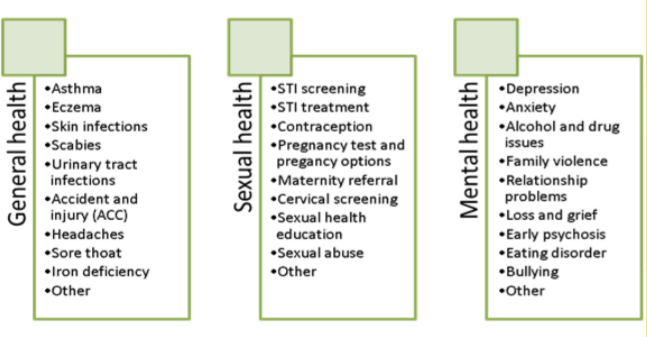 General health
•Asthma
•Eczema
•Skin infections
•Scabies
•Urinary tract
infections
•Accident and
injury (ACC)
•Headaches
•Sore thoat
•Iron deficiency
•Other
Sexual health
•STI screening
•STI treatment
•Contraception
•Pregnancy test and
pregancy options
•Maternity referral
•Cervical screening
•Sexual health
education
•Sexual abuse
•Other
Mental health
•Depression
•Anxiety
•Alcohol and drug
issues
•Family violence
•Relationship
problems
•Loss and grief
•Early psychosis
•Eating disorder
•Bullying
•Other